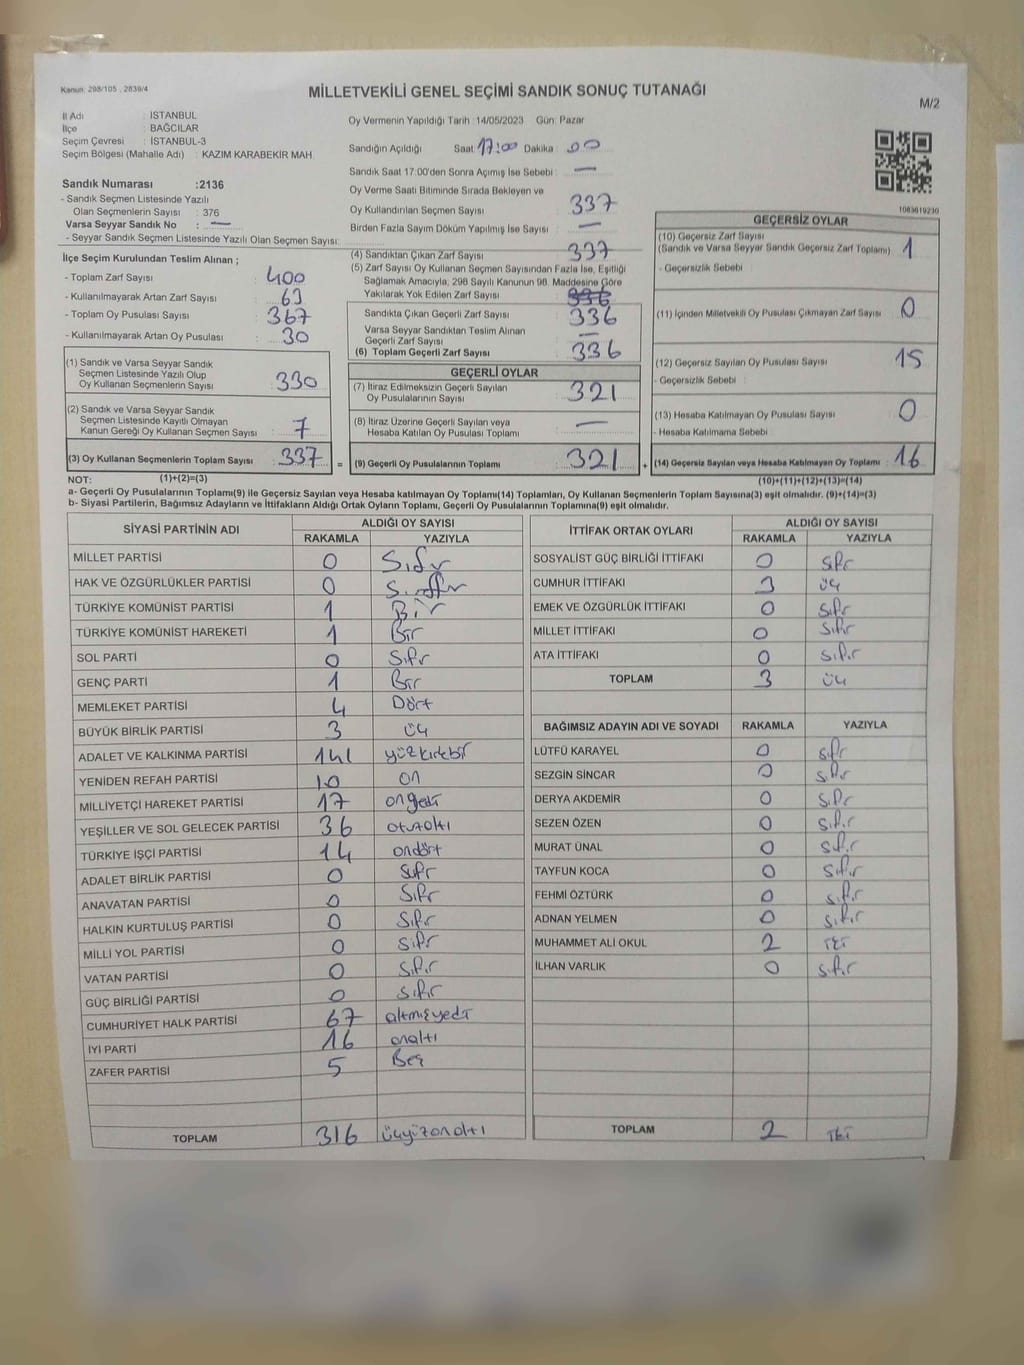 Kanun: 298/105 , 2839/4
MİLLETVEKİLİ GENEL SEÇİMİ SANDIK SONUÇ TUTANAĞI
M/2
İl Adı : İSTANBUL
İlçe : BAĞCILAR
Seçim Çevresi : İSTANBUL-3
Seçim Bölgesi (Mahalle Adı) : KAZIM KARABEKİR MAH.
Sandık Numarası :2136
- Sandık Seçmen Listesinde Yazılı
Olan Seçmenlerin Sayısı : 376
Varsa Seyyar Sandık No : —
- Seyyar Sandık Seçmen Listesinde Yazılı Olan Seçmen Sayısı:
İlçe Seçim Kurulundan Teslim Alınan ;
- Toplam Zarf Sayısı : 400
- Kullanılmayarak Artan Zarf Sayısı : 63
- Toplam Oy Pusulası Sayısı : 367
- Kullanılmayarak Artan Oy Pusulası : 30
(1) Sandık ve Varsa Seyyar Sandık
Seçmen Listesinde Yazılı Olup
Oy Kullanan Seçmenlerin Sayısı : 330
(2) Sandık ve Varsa Seyyar Sandık
Seçmen Listesinde Kayıtlı Olmayan
Kanun Gereği Oy Kullanan Seçmen Sayısı : 7
(3) Oy Kullanan Seçmenlerin Toplam Sayısı : 337
Oy Vermenin Yapıldığı Tarih : 14/05/2023 Gün: Pazar
Sandığın Açıldığı Saat 17:00 Dakika : 00
Sandık Saat 17.00'den Sonra Açımış İse Sebebi : —
Oy Verme Saati Bitiminde Sırada Bekleyen ve
Oy Kullandırılan Seçmen Sayısı : 337
Birden Fazla Sayım Döküm Yapılmış İse Sayısı : —
(4) Sandıktan Çıkan Zarf Sayısı : 337
(5) Zarf Sayısı Oy Kullanan Seçmen Sayısından Fazla İse, Eşitliği
Sağlamak Amacıyla, 298 Sayılı Kanunun 98. Maddesine Göre
Yakılarak Yok Edilen Zarf Sayısı : 336
Sandıkta Çıkan Geçerli Zarf Sayısı : 336
Varsa Seyyar Sandıktan Teslim Alınan
Geçerli Zarf Sayısı : —
(6) Toplam Geçerli Zarf Sayısı : 336
GEÇERLİ OYLAR
(7) İtiraz Edilmeksizin Geçerli Sayılan
Oy Pusulalarının Sayısı : 321
(8) İtiraz Üzerine Geçerli Sayılan veya
Hesaba Katılan Oy Pusulası Toplamı : —
= (9) Geçerli Oy Pusulalarının Toplamı : 321
1083619230
GEÇERSİZ OYLAR
(10) Geçersiz Zarf Sayısı : 1
(Sandık ve Varsa Seyyar Sandık Geçersiz Zarf Toplamı)
- Geçersizlik Sebebi :
(11) İçinden Milletvekili Oy Pusulası Çıkmayan Zarf Sayısı : 0
(12) Geçersiz Sayılan Oy Pusulası Sayısı : 15
- Geçersizlik Sebebi :
(13) Hesaba Katılmayan Oy Pusulası Sayısı : 0
- Hesaba Katılmama Sebebi :
+ (14) Geçersiz Sayılan veya Hesaba Katılmayan Oy Toplamı : 16
NOT: (1)+(2)=(3) (10)+(11)+(12)+(13)=(14)
a- Geçerli Oy Pusulalarının Toplamı(9) ile Geçersiz Sayılan veya Hesaba katılmayan Oy Toplamı(14) Toplamları, Oy Kullanan Seçmenlerin Toplam Sayısına(3) eşit olmalıdır. (9)+(14)=(3)
b- Siyasi Partilerin, Bağımsız Adayların ve İttifakların Aldığı Ortak Oyların Toplamı, Geçerli Oy Pusulalarının Toplamına(9) eşit olmalıdır.
SİYASİ PARTİNİN ADI ALDIĞI OY SAYISI
RAKAMLA YAZIYLA
MİLLET PARTİSİ 0 Sıfır
HAK VE ÖZGÜRLÜKLER PARTİSİ 0 Sıfır
TÜRKİYE KOMÜNİST PARTİSİ 1 Bir
TÜRKİYE KOMÜNİST HAREKETİ 1 Bir
SOL PARTİ 0 Sıfır
GENÇ PARTİ 1 Bir
MEMLEKET PARTİSİ 4 Dört
BÜYÜK BİRLİK PARTİSİ 3 üç
ADALET VE KALKINMA PARTİSİ 141 yüzkırkbir
YENİDEN REFAH PARTİSİ 10 on
MİLLİYETÇİ HAREKET PARTİSİ 17 onyedi
YEŞİLLER VE SOL GELECEK PARTİSİ 36 otuzaltı
TÜRKİYE İŞÇİ PARTİSİ 14 ondört
ADALET BİRLİK PARTİSİ 0 Sıfır
ANAVATAN PARTİSİ 0 Sıfır
HALKIN KURTULUŞ PARTİSİ 0 Sıfır
MİLLİ YOL PARTİSİ 0 Sıfır
VATAN PARTİSİ 0 Sıfır
GÜÇ BİRLİĞİ PARTİSİ 0 Sıfır
CUMHURİYET HALK PARTİSİ 67 altmışyedi
İYİ PARTİ 16 onaltı
ZAFER PARTİSİ 5 Beş
TOPLAM 316 üçyüzonaltı
İTTİFAK ORTAK OYLARI ALDIĞI OY SAYISI
RAKAMLA YAZIYLA
SOSYALİST GÜÇ BİRLİĞİ İTTİFAKI 0 sıfır
CUMHUR İTTİFAKI 3 üç
EMEK VE ÖZGÜRLÜK İTTİFAKI 0 sıfır
MİLLET İTTİFAKI 0 sıfır
ATA İTTİFAKI 0 sıfır
TOPLAM 3 üç
BAĞIMSIZ ADAYIN ADI VE SOYADI RAKAMLA YAZIYLA
LÜTFÜ KARAYEL 0 sıfır
SEZGİN SİNCAR 0 sıfır
DERYA AKDEMİR 0 sıfır
SEZEN ÖZEN 0 sıfır
MURAT ÜNAL 0 sıfır
TAYFUN KOCA 0 sıfır
FEHMİ ÖZTÜRK 0 sıfır
ADNAN YELMEN 0 sıfır
MUHAMMET ALİ OKUL 2 iki
İLHAN VARLIK 0 sıfır
TOPLAM 2 iki